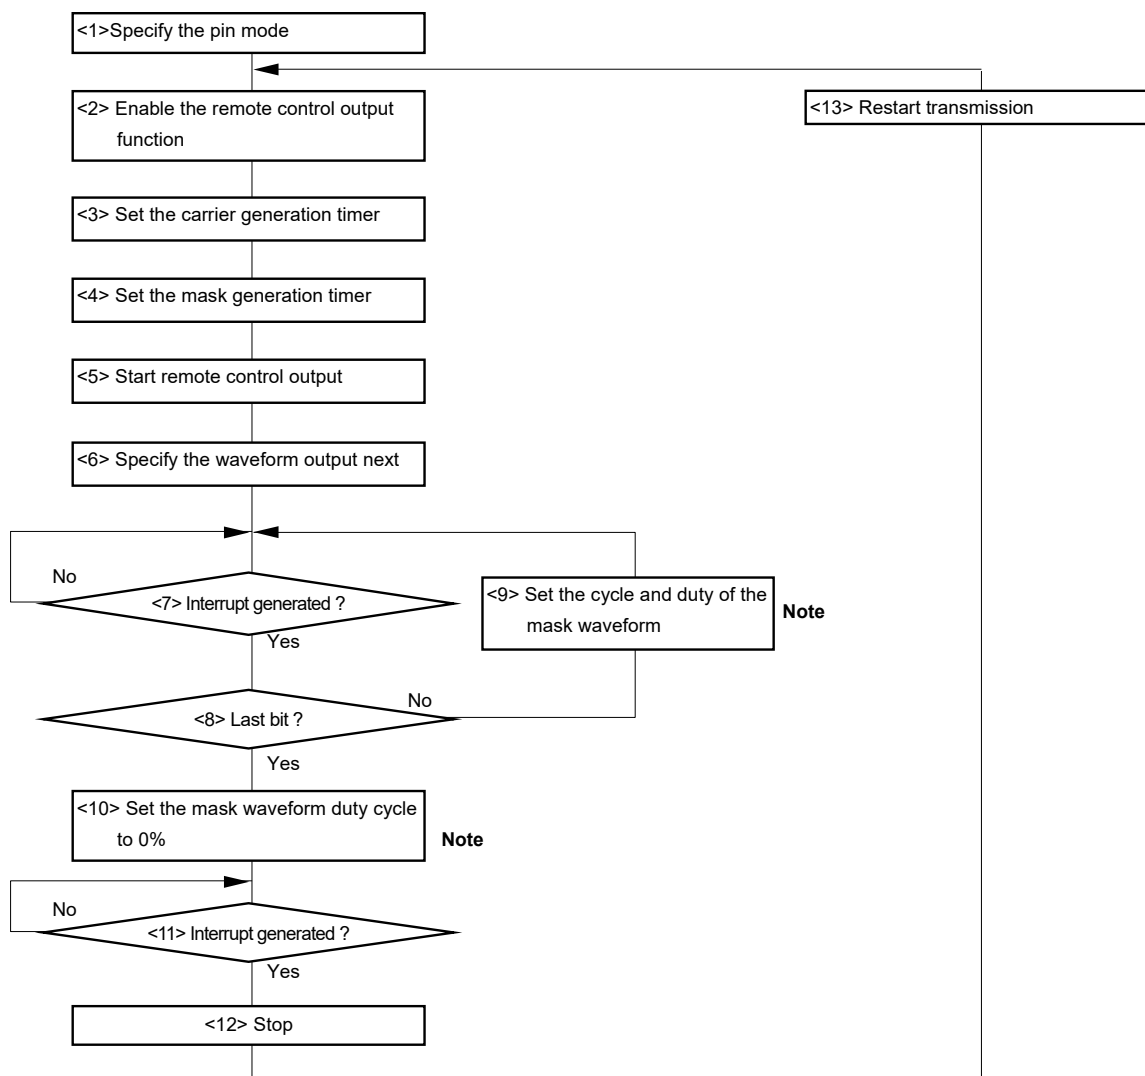 <1>Specify the pin mode
<2> Enable the remote control output
function
<13> Restart transmission
<3> Set the carrier generation timer
<4> Set the mask generation timer
<5> Start remote control output
<6> Specify the waveform output next
No
<7> Interrupt generated ?
Yes
<9> Set the cycle and duty of the
mask waveform
Note
No
<8> Last bit ?
Yes
<10> Set the mask waveform duty cycle
to 0%
Note
No
<11> Interrupt generated ?
Yes
<12> Stop